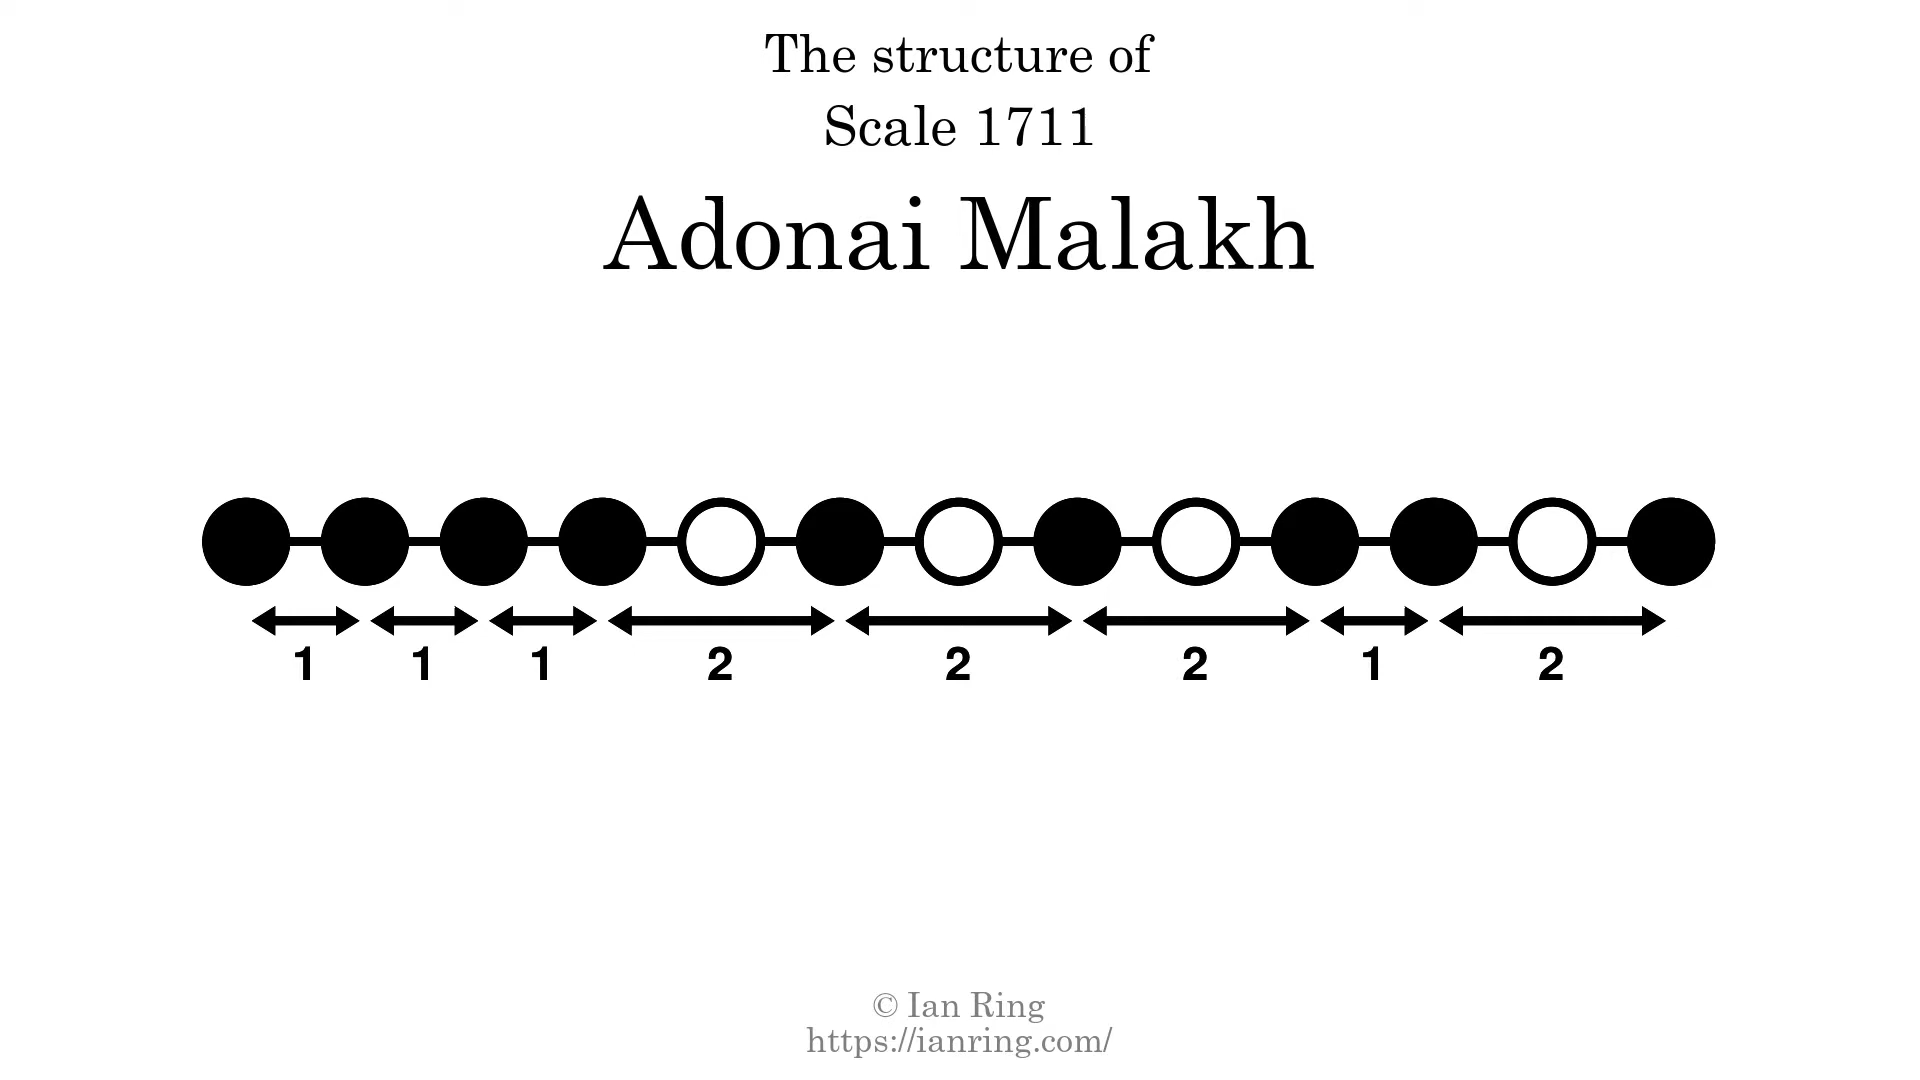 The structure of
Scale 1711
Adonai Malakh
1 1 1 2 2 2 1 2
© Ian Ring
https://ianring.com/